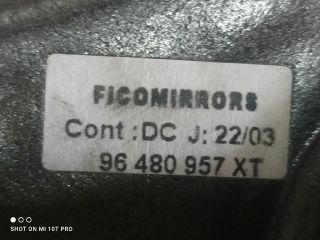 FICOMIRRORS
Cont :DC J: 22/03
96 480 957 XT
SHOT ON MI 10T PRO